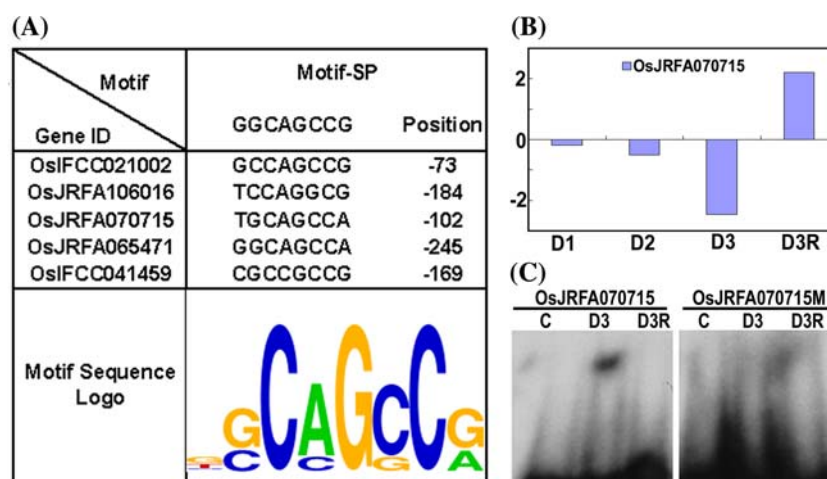 (A)
Motif
Gene ID
Motif-SP
GGCAGCCG Position
OsIFCC021002 GCCAGCCG -73
OsJRFA106016 TCCAGGCG -184
OsJRFA070715 TGCAGCCA -102
OsJRFA065471 GGCAGCCA -245
OsIFCC041459 CGCCGCCG -169
Motif Sequence
Logo
GCAGCCG
CCGA
(B)
OsJRFA070715
2
0
-2
D1 D2 D3 D3R
(C)
OsJRFA070715 OsJRFA070715M
C D3 D3R C D3 D3R